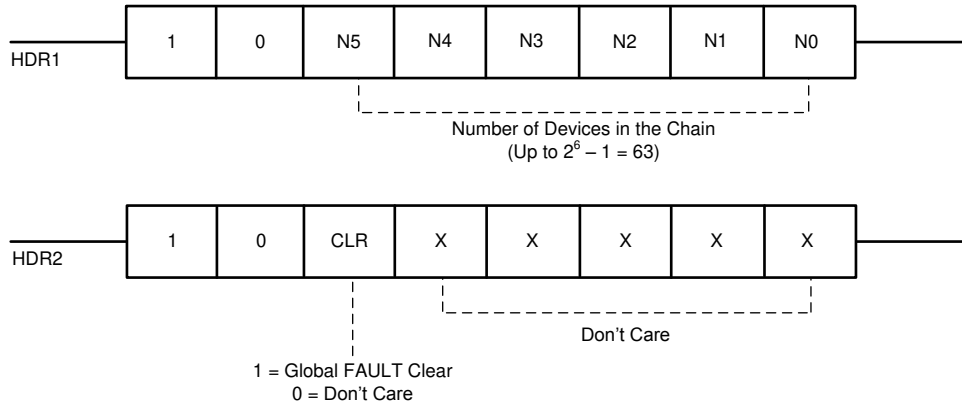 HDR1
1 0 N5 N4 N3 N2 N1 N0
Number of Devices in the Chain
(Up to 2⁶ – 1 = 63)
HDR2
1 0 CLR X X X X X
Don't Care
1 = Global FAULT Clear
0 = Don't Care